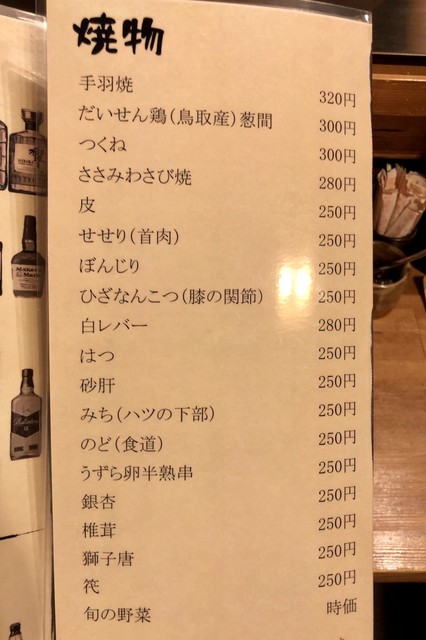 焼物
手羽焼 320円
だいせん鶏(鳥取産)葱間 300円
つくね 300円
ささみわさび焼 280円
皮 250円
せせり(首肉) 250円
ぼんじり 250円
ひざなんこつ(膝の関節) 250円
白レバー 280円
はつ 250円
砂肝 250円
みち(ハツの下部) 250円
のど(食道) 250円
うずら卵半熟串 250円
銀杏 250円
椎茸 250円
獅子唐 250円
筏 250円
旬の野菜 時価